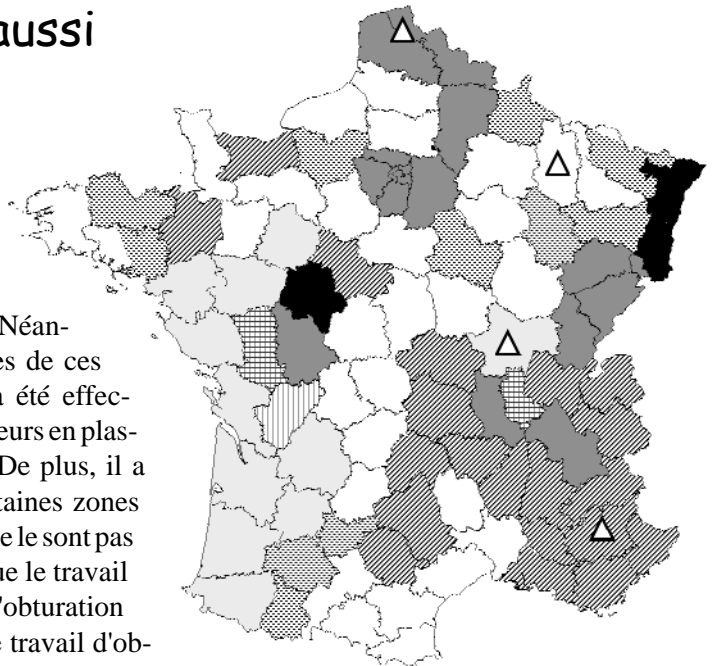 aussi
Néan-
es de ces
a été effec-
eurs en plas-
De plus, il a
taines zones
e le sont pas
ue le travail
l'obturation
e travail d'ob-